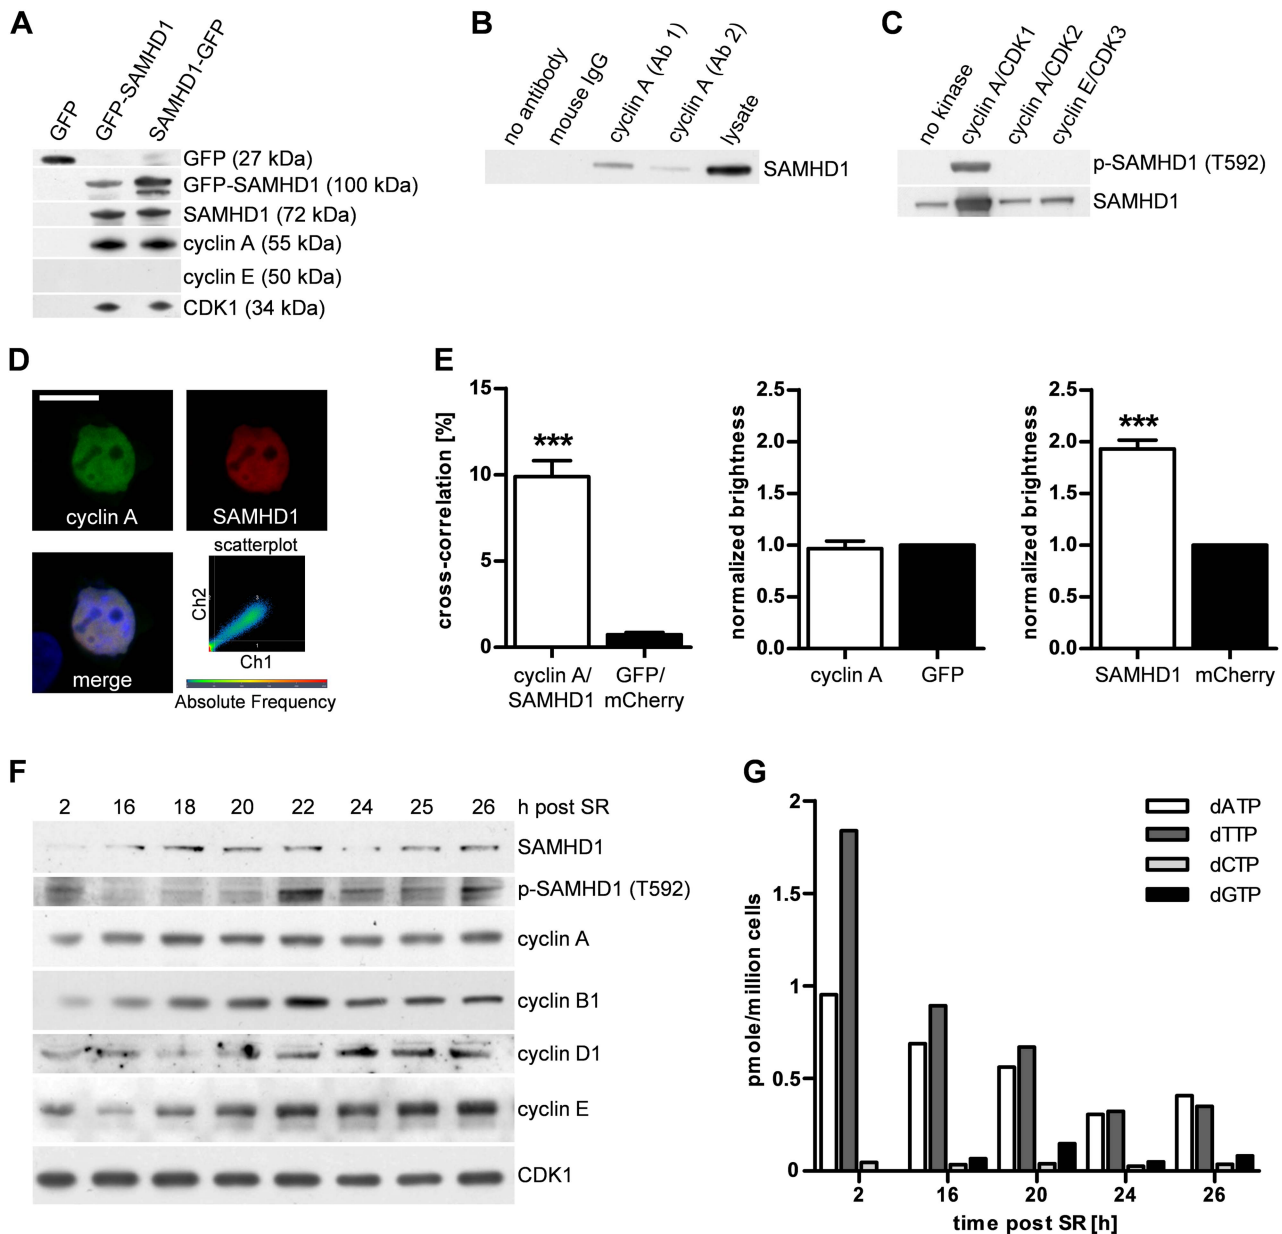 A
GFP
GFP-SAMHD1
SAMHD1-GFP
GFP (27 kDa)
GFP-SAMHD1 (100 kDa)
SAMHD1 (72 kDa)
cyclin A (55 kDa)
cyclin E (50 kDa)
CDK1 (34 kDa)
B
no antibody
mouse IgG
cyclin A (Ab 1)
cyclin A (Ab 2)
lysate
SAMHD1
C
no kinase
cyclin A/CDK1
cyclin A/CDK2
cyclin E/CDK3
p-SAMHD1 (T592)
SAMHD1
D
cyclin A
SAMHD1
merge
scatterplot
Ch2
Ch1
Absolute Frequency
E
cross-correlation [%]
15
10
5
0
***
cyclin A/
SAMHD1
GFP/
mCherry
normalized brightness
2.5
2.0
1.5
1.0
0.5
0.0
cyclin A
GFP
normalized brightness
2.5
2.0
1.5
1.0
0.5
0.0
***
SAMHD1
mCherry
F
2 16 18 20 22 24 25 26 h post SR
SAMHD1
p-SAMHD1 (T592)
cyclin A
cyclin B1
cyclin D1
cyclin E
CDK1
G
pmole/million cells
2
1.5
1
0.5
0
dATP
dTTP
dCTP
dGTP
2 16 20 24 26
time post SR [h]